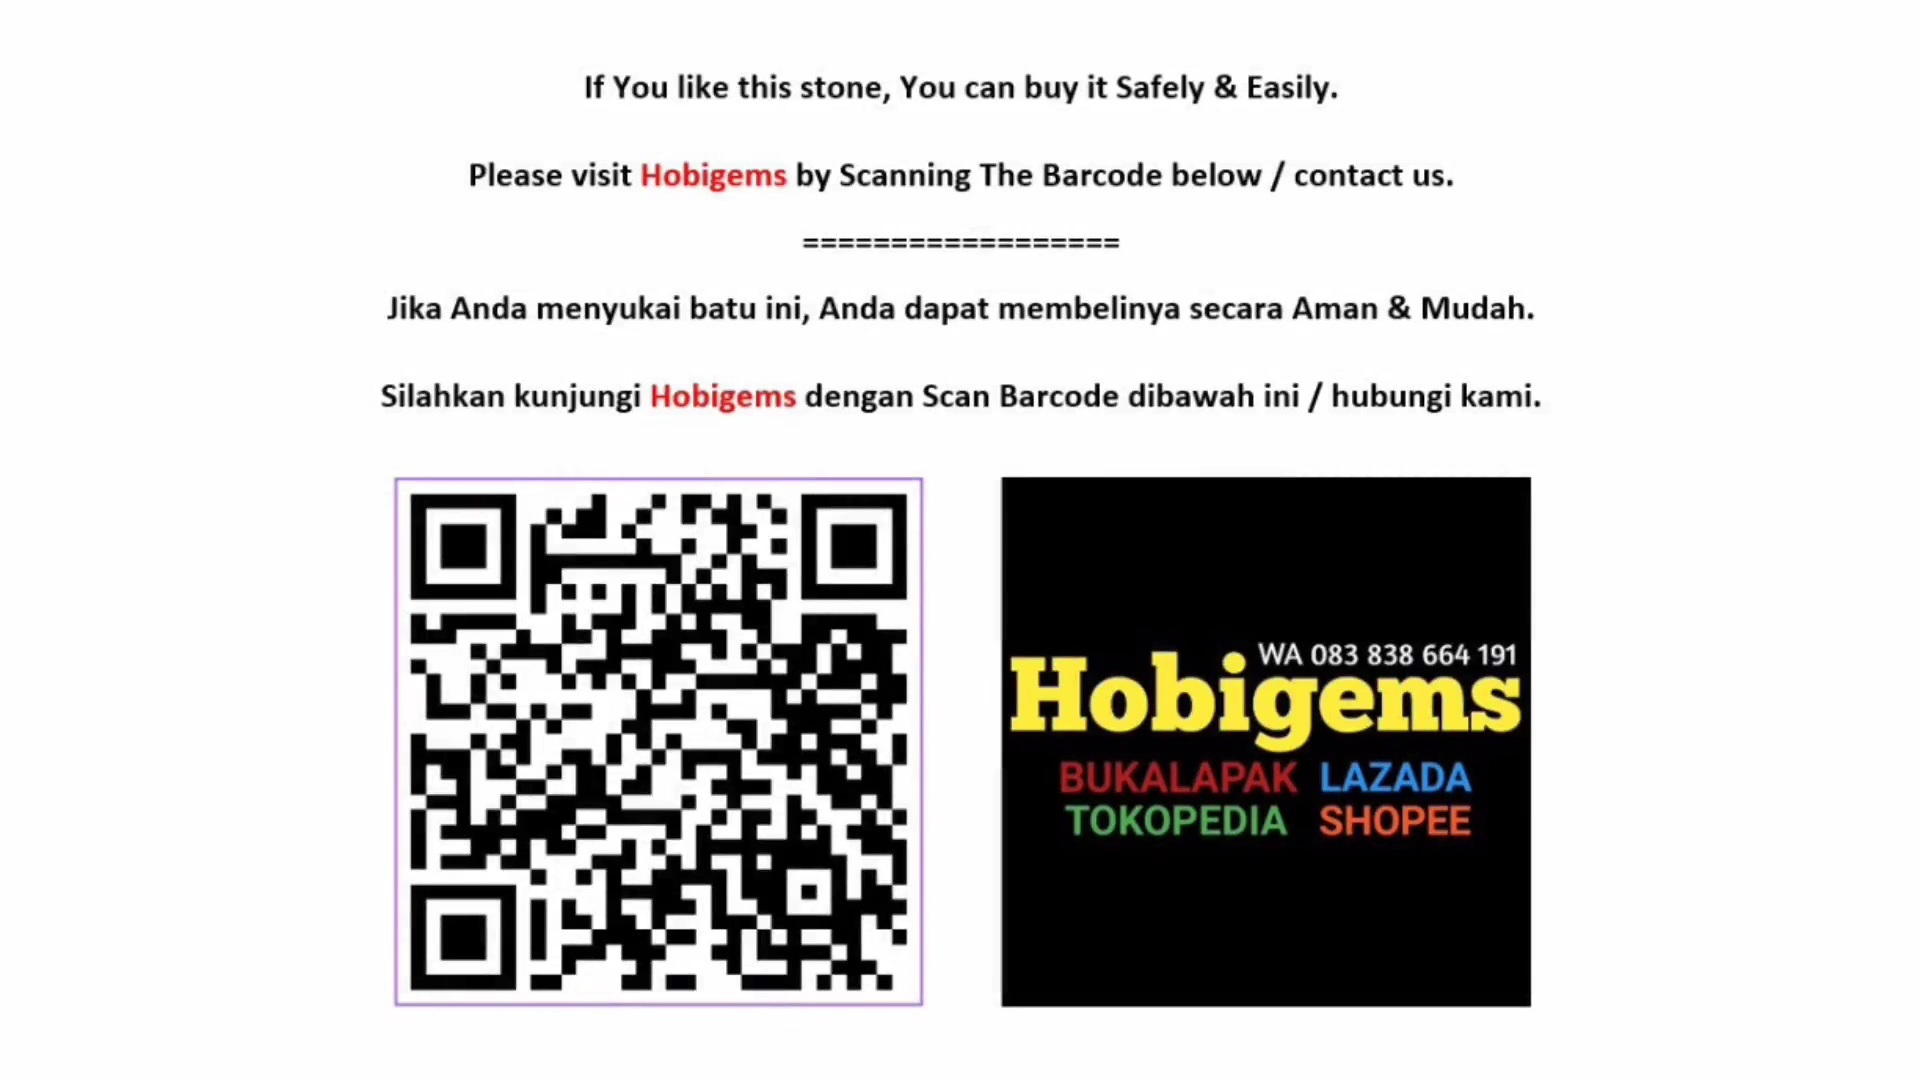 If You like this stone, You can buy it Safely & Easily.
Please visit Hobigems by Scanning The Barcode below / contact us.
==================
Jika Anda menyukai batu ini, Anda dapat membelinya secara Aman & Mudah.
Silahkan kunjungi Hobigems dengan Scan Barcode dibawah ini / hubungi kami.
WA 083 838 664 191
Hobigems
BUKALAPAK LAZADA
TOKOPEDIA SHOPEE